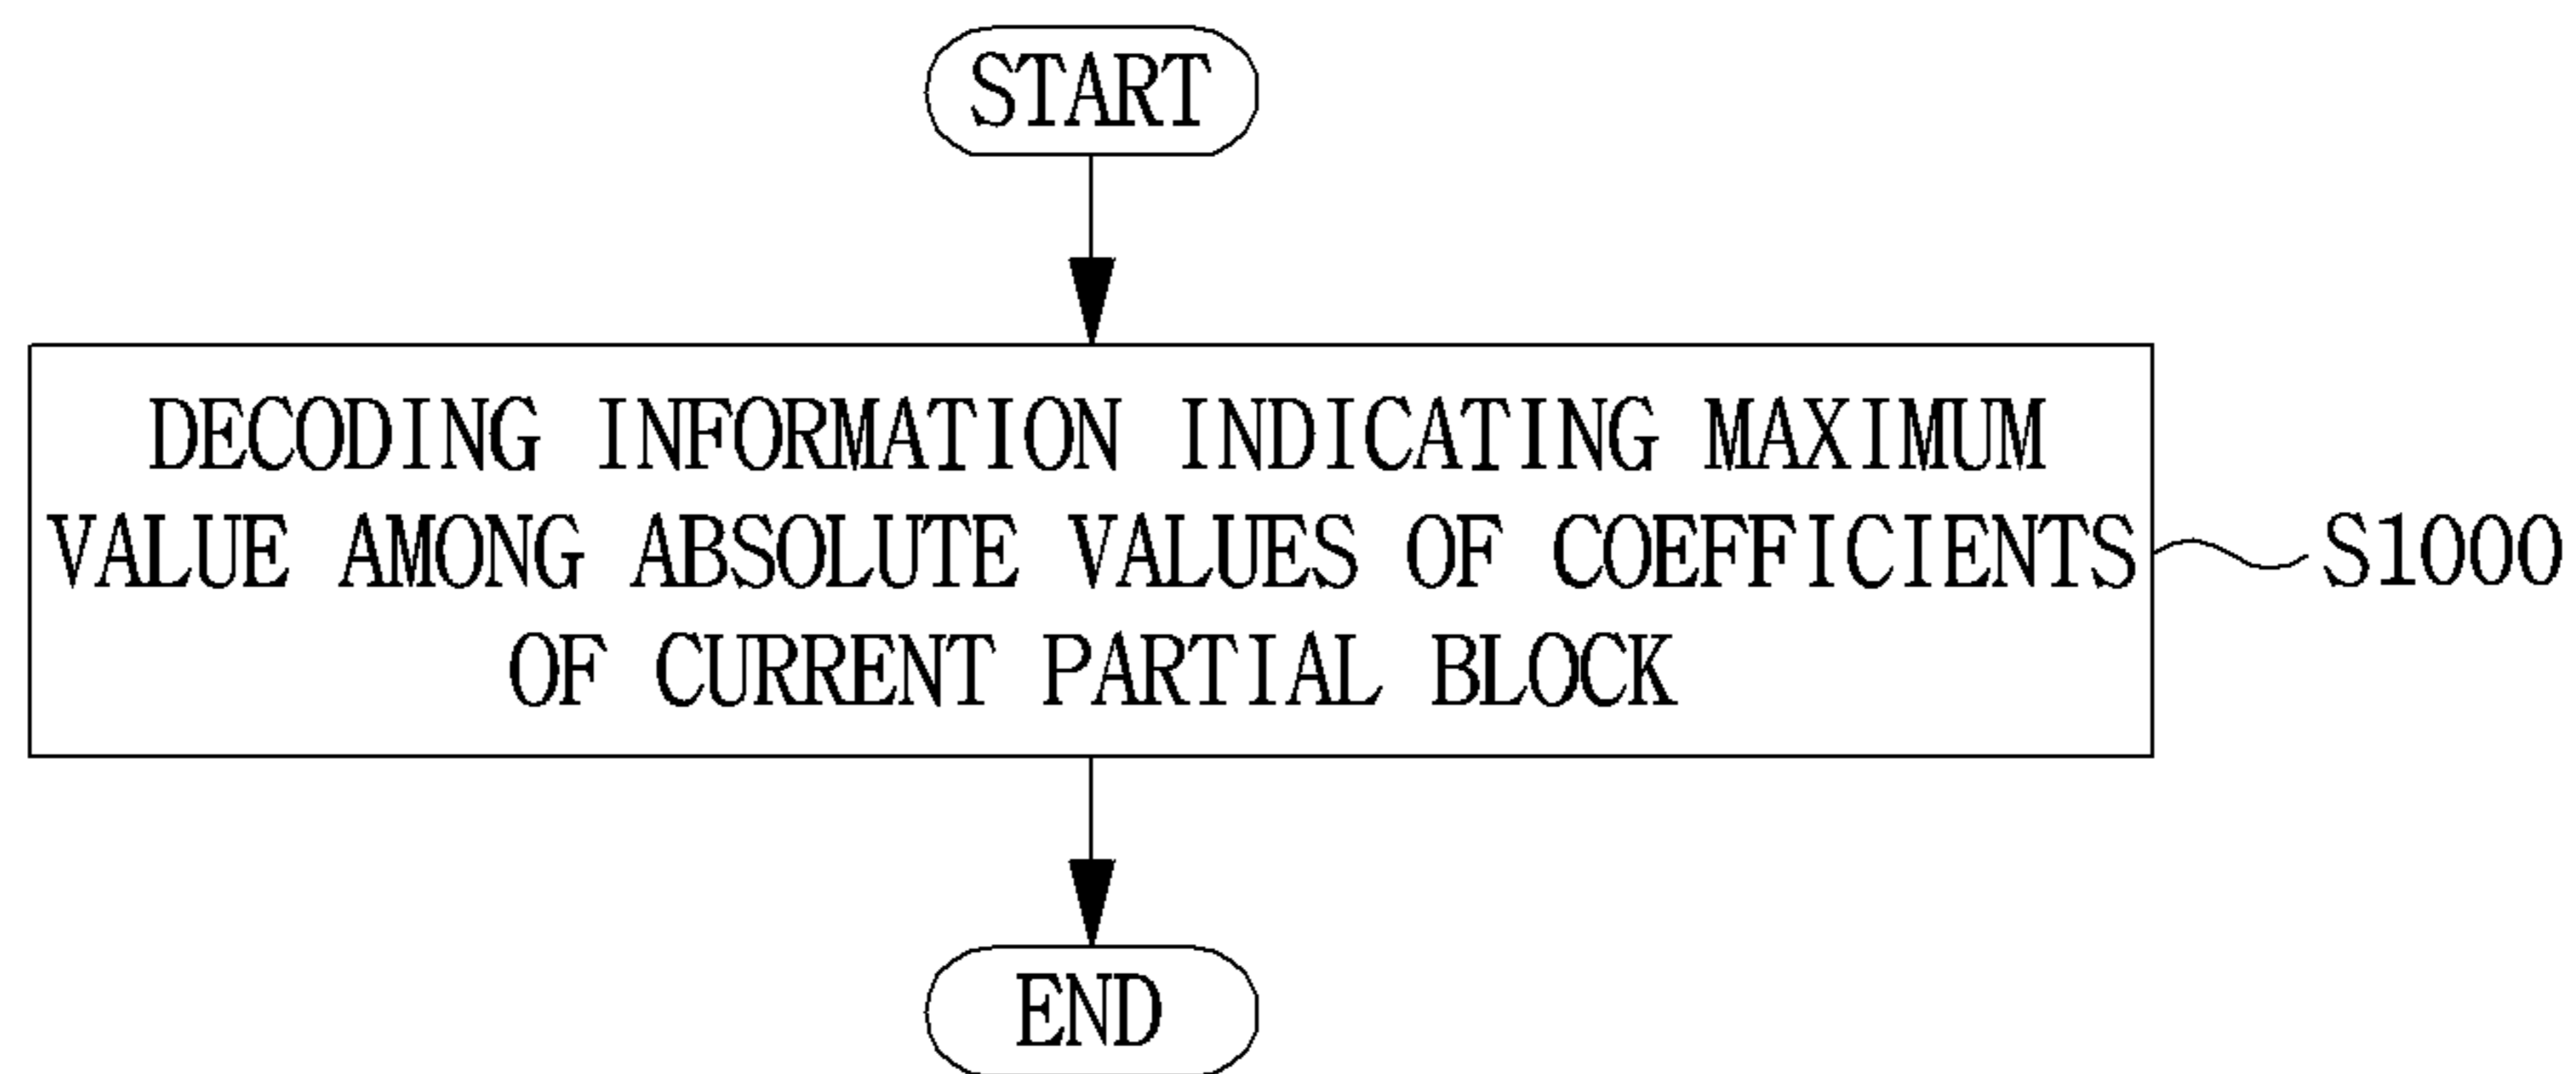 START
DECODING INFORMATION INDICATING MAXIMUM
VALUE AMONG ABSOLUTE VALUES OF COEFFICIENTS
OF CURRENT PARTIAL BLOCK
S1000
END